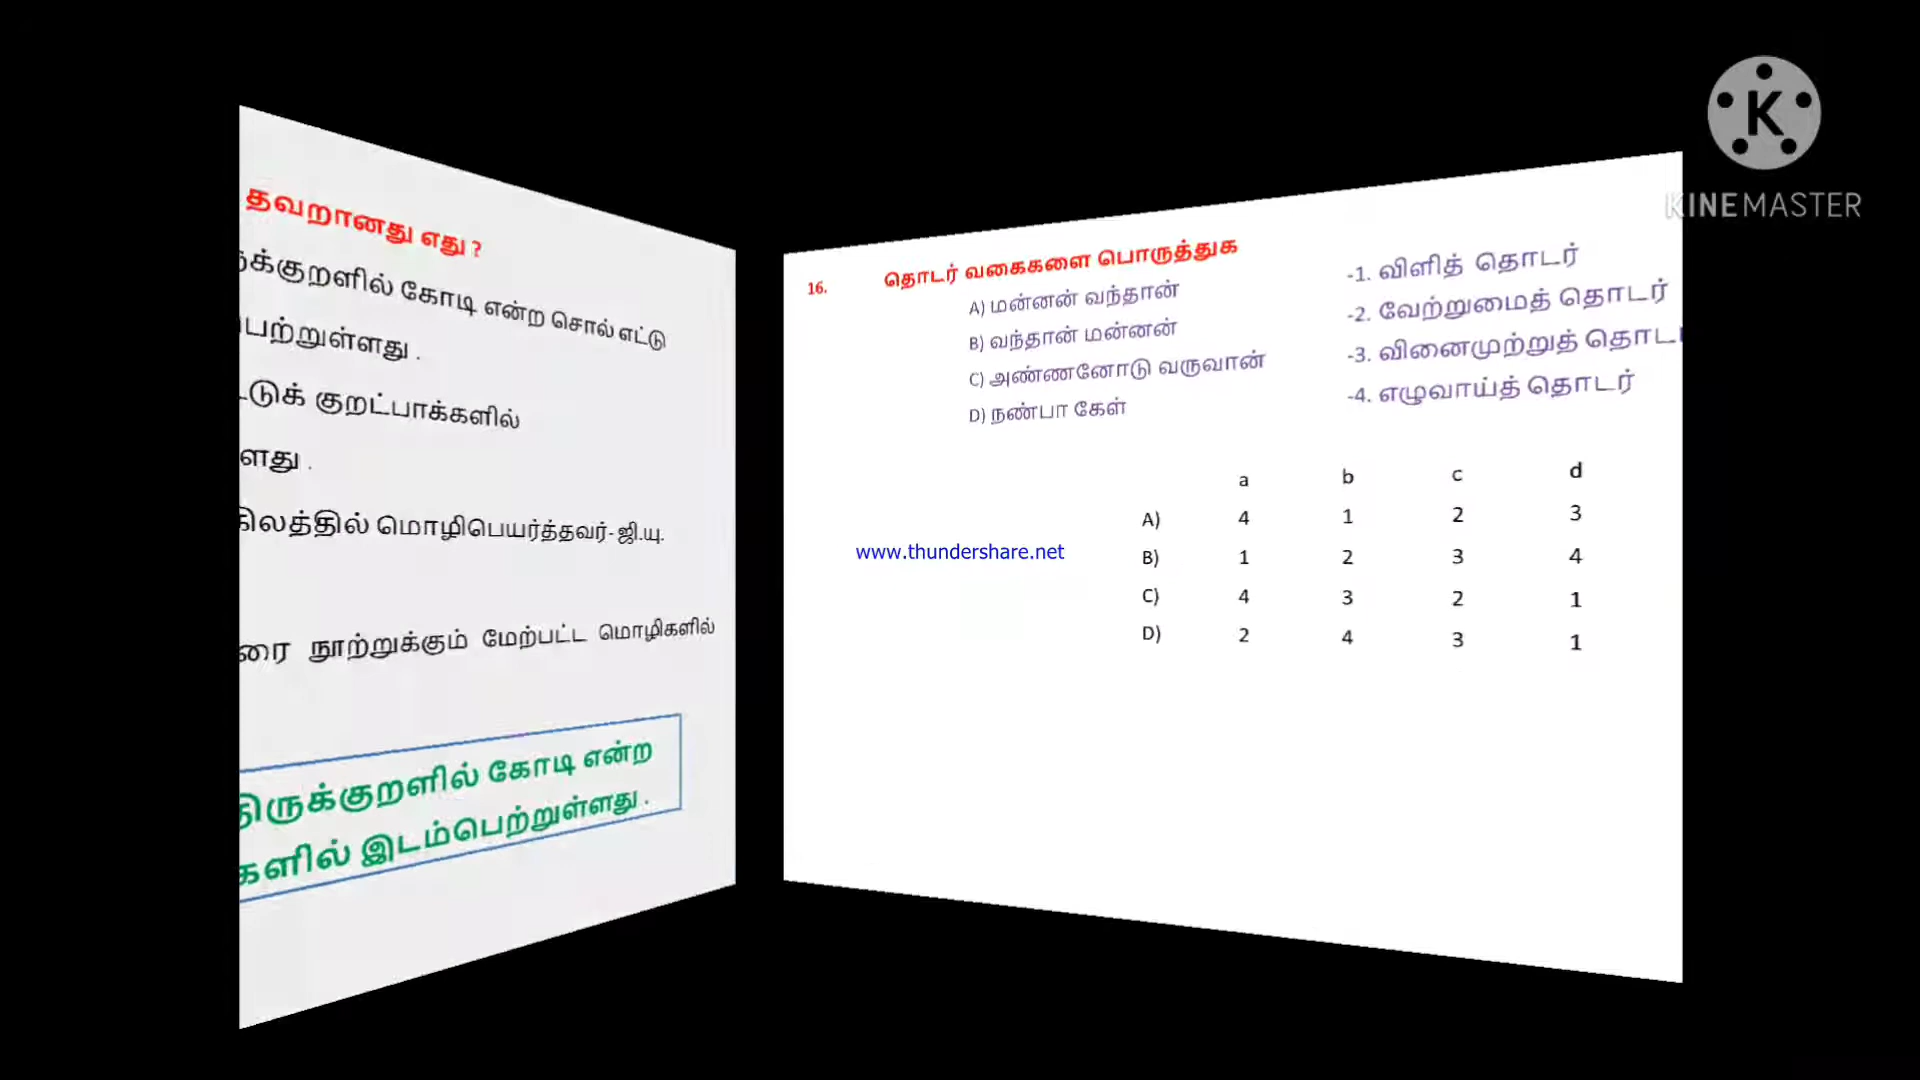 தவறானது எது ?
க்குறளில் கோடி என்ற சொல் எட்டு
பெற்றுள்ளது .
டுக் குறட்பாக்களில்
ளது .
கிலத்தில் மொழிபெயர்த்தவர்- ஜி.யு.
ரை நூற்றுக்கும் மேற்பட்ட மொழிகளில்
திருக்குறளில் கோடி என்ற
களில் இடம்பெற்றுள்ளது .
16. தொடர் வகைகளை பொருத்துக
A) மன்னன் வந்தான் -1. விளித் தொடர்
B) வந்தான் மன்னன் -2. வேற்றுமைத் தொடர்
C) அண்ணனோடு வருவான் -3. வினைமுற்றுத் தொட
D) நண்பா கேள் -4. எழுவாய்த் தொடர்
a b c d
A) 4 1 2 3
B) 1 2 3 4
C) 4 3 2 1
D) 2 4 3 1
www.thundershare.net
K
KINEMASTER